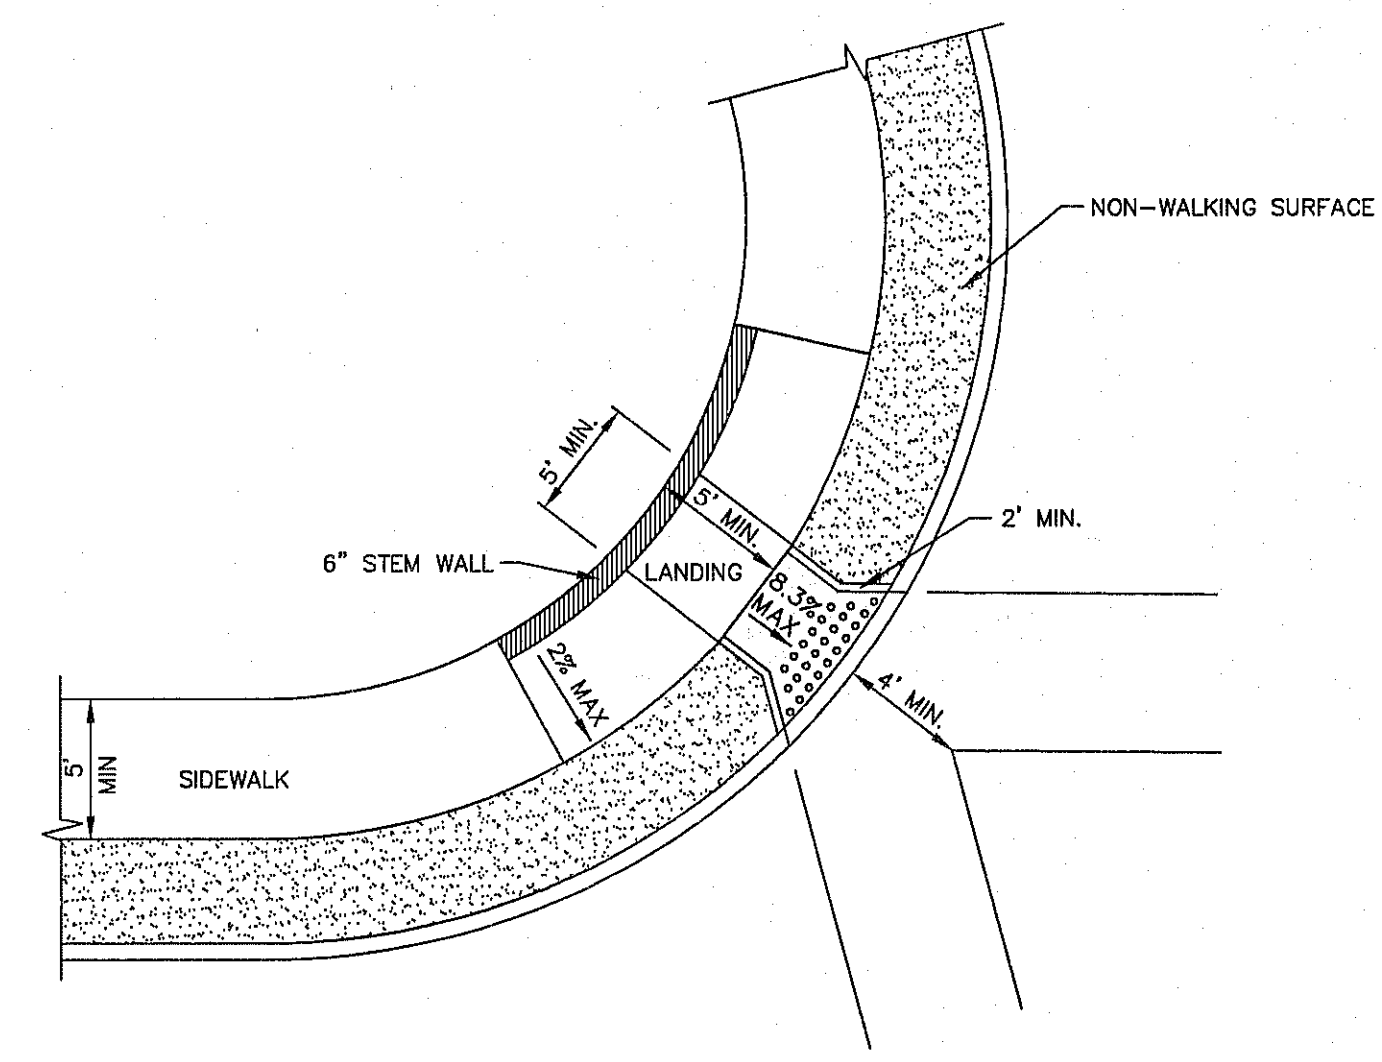 NON-WALKING SURFACE
5' MIN.
5' MIN.
2' MIN.
6" STEM WALL
LANDING
8.3%
MAX
2% MAX
4' MIN.
5'
MIN
SIDEWALK